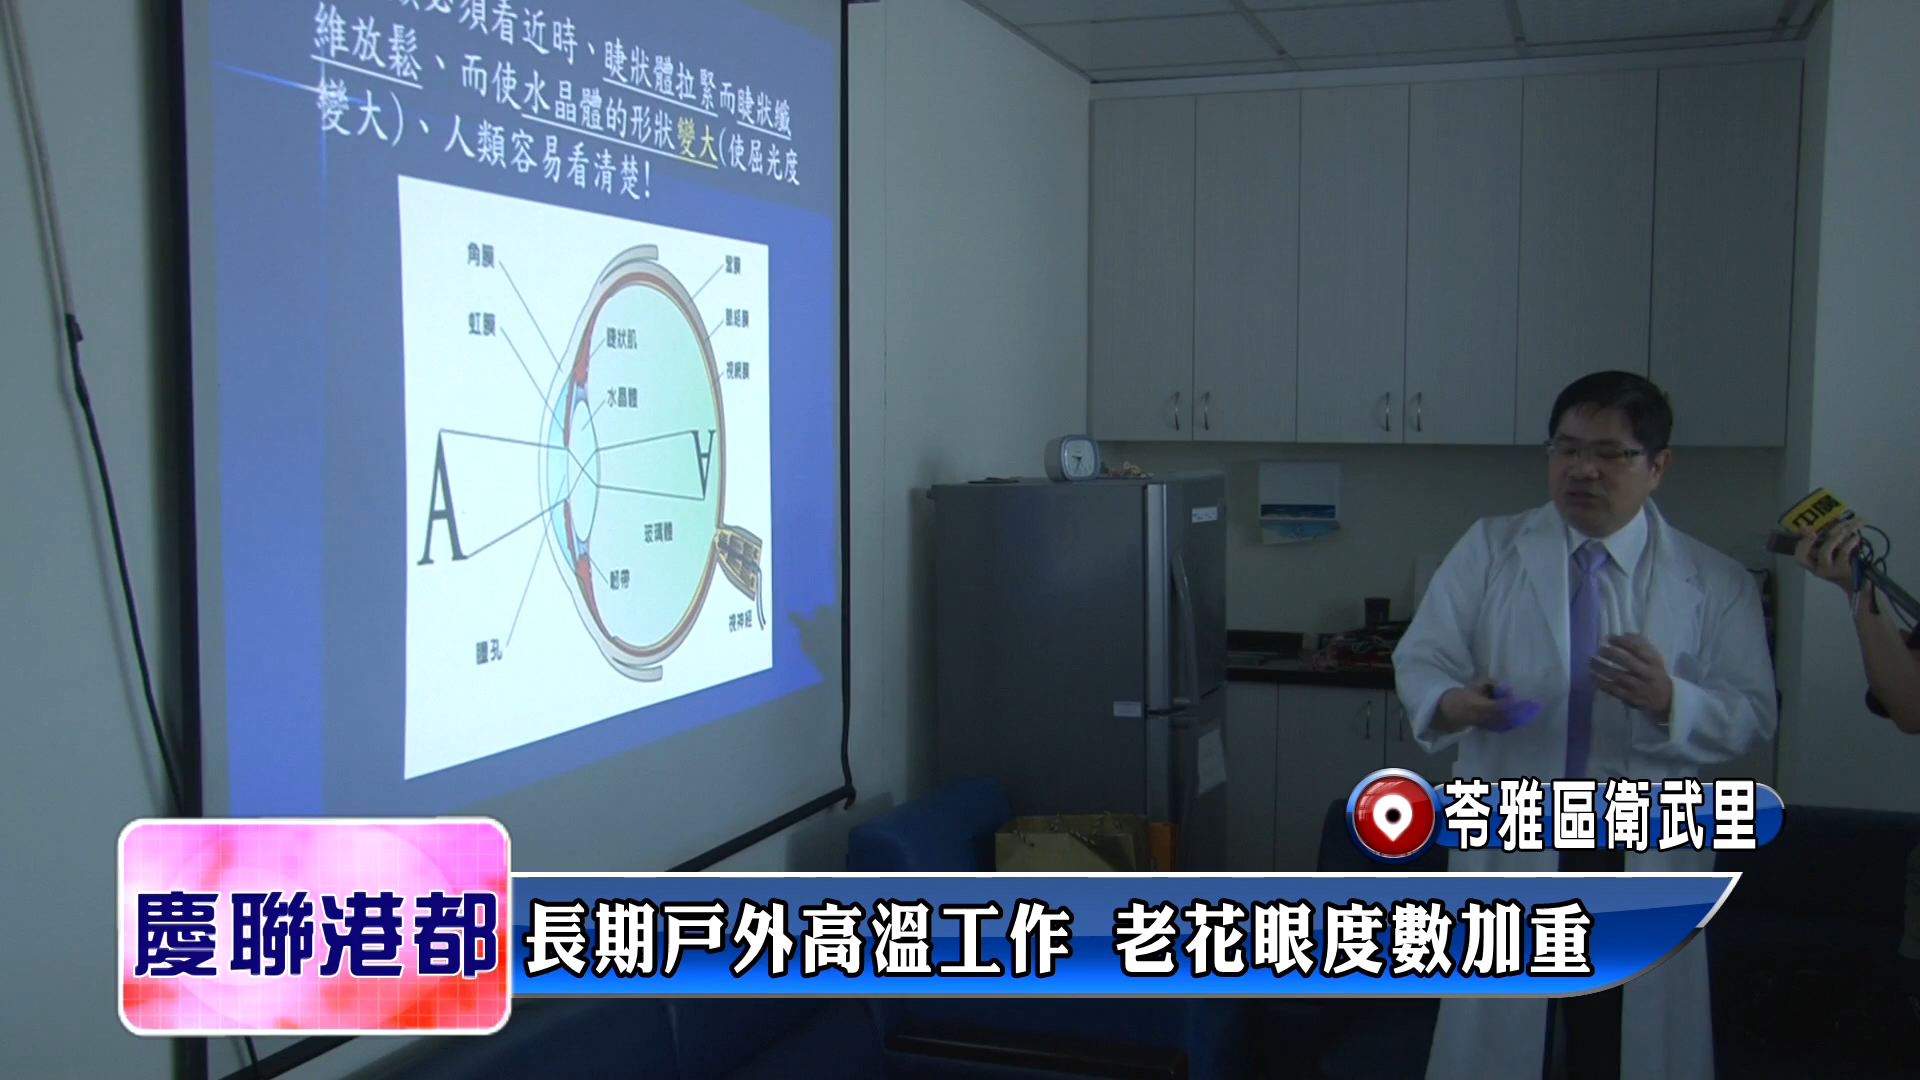 必須看近時、睫狀體拉緊而睫狀纖
維放鬆、而使水晶體的形狀變大(使屈光度
變大)、人類容易看清楚!
角膜
鞏膜
虹膜
脈絡膜
睫狀肌
視網膜
水晶體
A
A
玻璃體
韌帶
視神經
瞳孔
中廣
苓雅區衛武里
慶聯港都
長期戶外高溫工作 老花眼度數加重